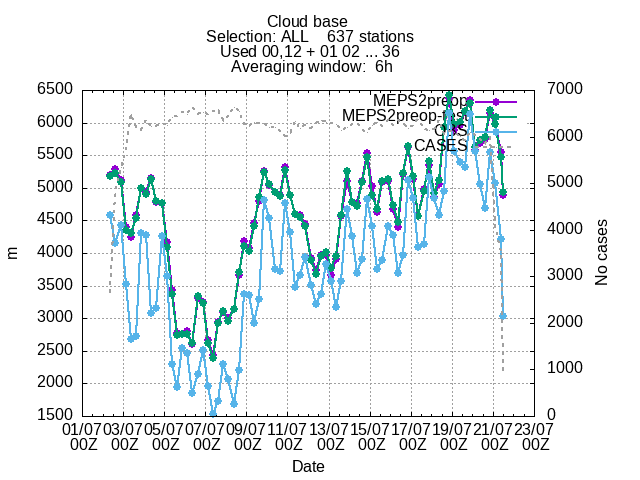 Cloud base
Selection: ALL    637 stations
Used 00,12 + 01 02 ... 36
Averaging window:  6h
6500
6000
5500
5000
4500
4000
3500
3000
2500
2000
1500
7000
6000
5000
4000
3000
2000
1000
0
m
No cases
MEPS2preop
MEPS2preop-test
OBS
CASES
01/07 03/07 05/07 07/07 09/07 11/07 13/07 15/07 17/07 19/07 21/07 23/07
00Z 00Z 00Z 00Z 00Z 00Z 00Z 00Z 00Z 00Z 00Z 00Z
Date